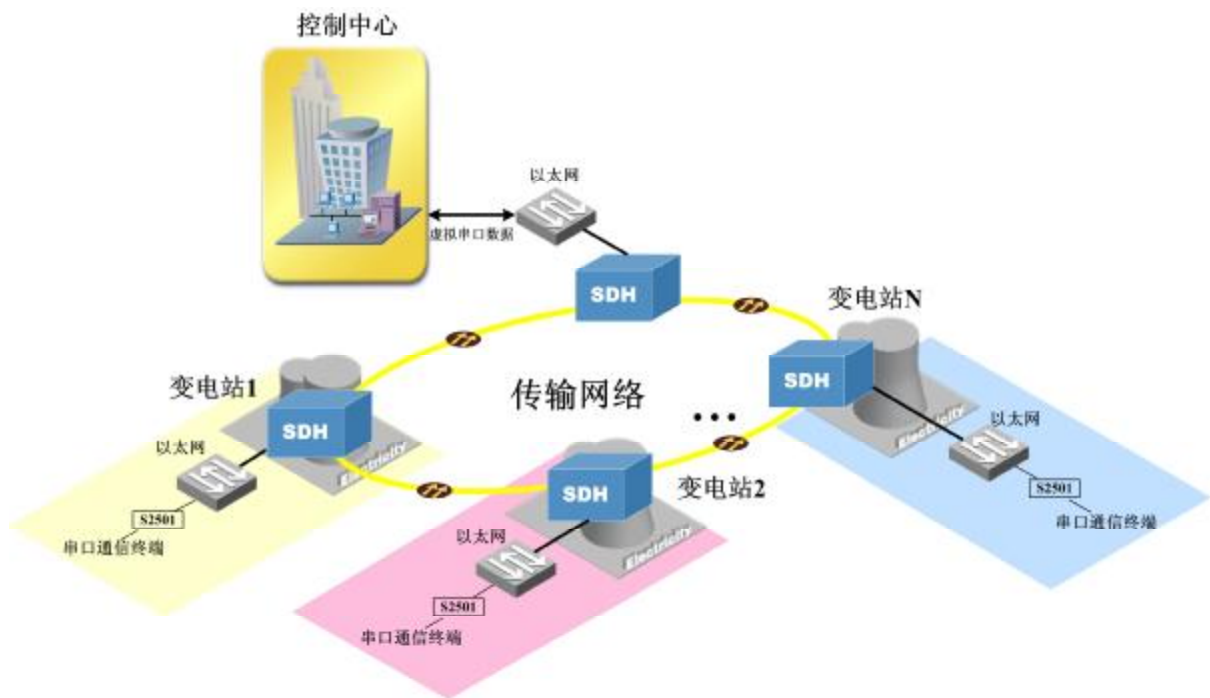 控制中心
以太网
虚拟串口数据
SDH
变电站N
SDH
变电站1
传输网络
...
SDH
Electricity
以太网
以太网
Electricity
SDH
变电站2
S2501
S2501
以太网
串口通信终端
串口通信终端
Electricity
S2501
串口通信终端